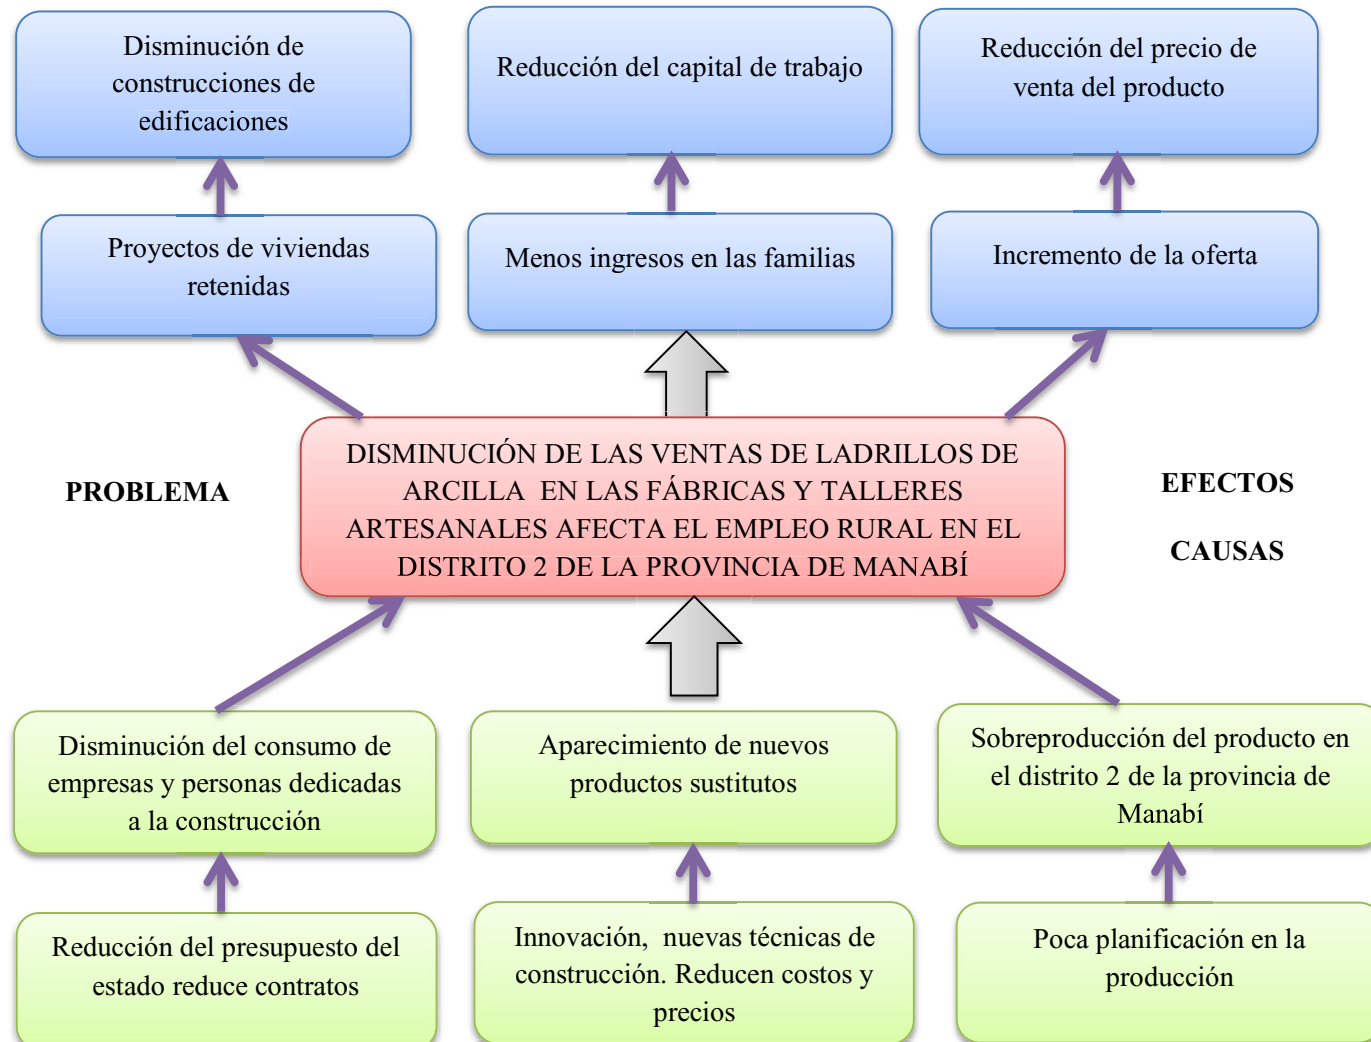 Disminución de
construcciones de
edificaciones
Reducción del capital de trabajo
Reducción del precio de
venta del producto
Proyectos de viviendas
retenidas
Menos ingresos en las familias
Incremento de la oferta
PROBLEMA
DISMINUCIÓN DE LAS VENTAS DE LADRILLOS DE
ARCILLA EN LAS FÁBRICAS Y TALLERES
ARTESANALES AFECTA EL EMPLEO RURAL EN EL
DISTRITO 2 DE LA PROVINCIA DE MANABÍ
EFECTOS
CAUSAS
Disminución del consumo de
empresas y personas dedicadas
a la construcción
Aparecimiento de nuevos
productos sustitutos
Sobreproducción del producto en
el distrito 2 de la provincia de
Manabí
Reducción del presupuesto del
estado reduce contratos
Innovación, nuevas técnicas de
construcción. Reducen costos y
precios
Poca planificación en la
producción